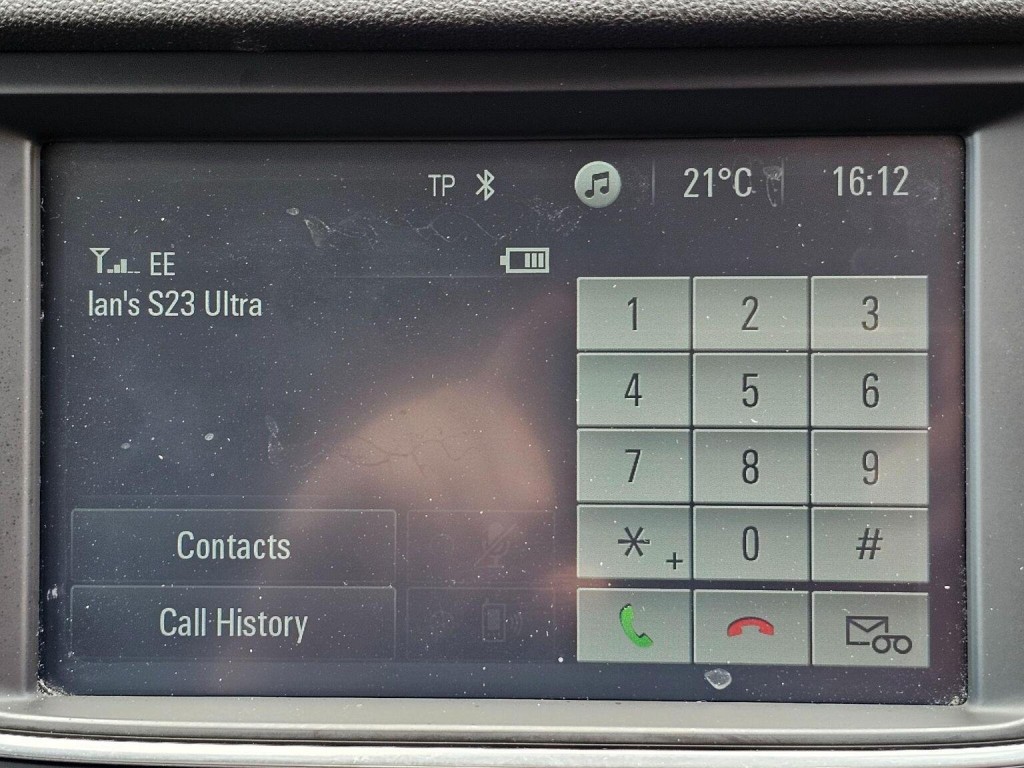 TP 21°C 16:12
EE
Ian's S23 Ultra
1 2 3
4 5 6
7 8 9
* + 0 #
Contacts
Call History